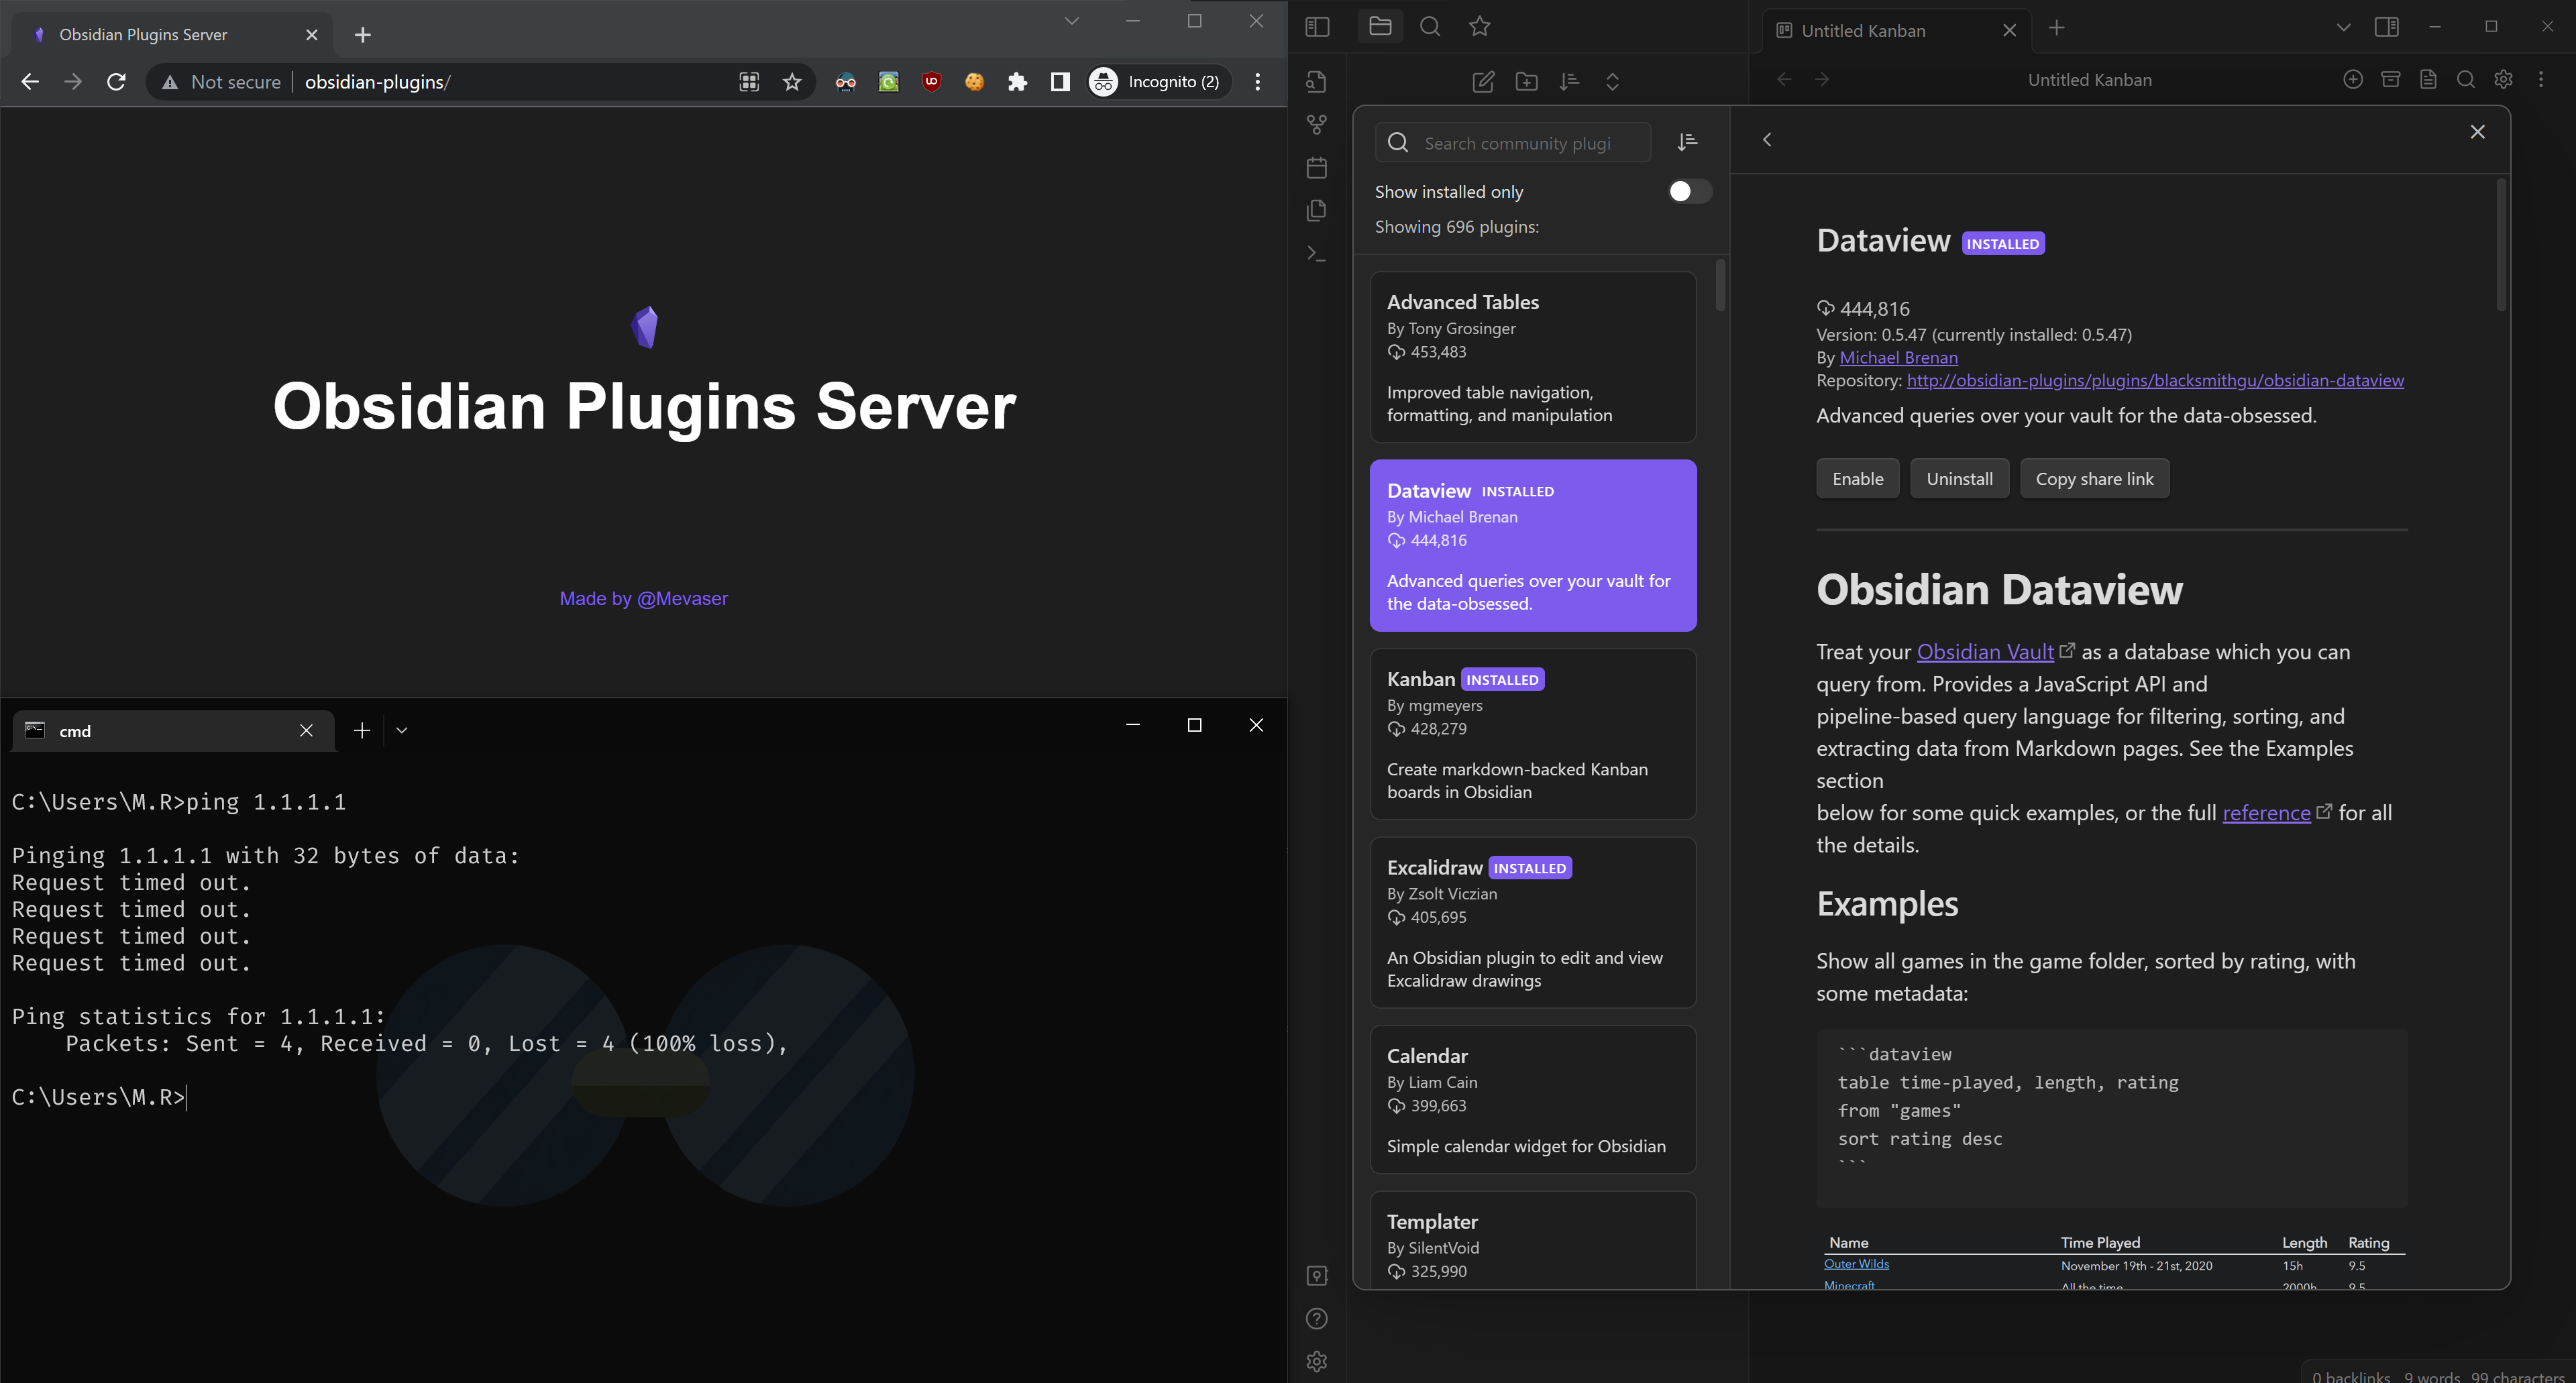 Obsidian Plugins Server
Not secure
obsidian-plugins/
Incognito (2)
Obsidian Plugins Server
Made by @Mevaser
cmd
C:\Users\M.R>ping 1.1.1.1
Pinging 1.1.1.1 with 32 bytes of data:
Request timed out.
Request timed out.
Request timed out.
Request timed out.
Ping statistics for 1.1.1.1:
Packets: Sent = 4, Received = 0, Lost = 4 (100% loss),
C:\Users\M.R>
Untitled Kanban
Untitled Kanban
Search community plugi
Show installed only
Showing 696 plugins:
Advanced Tables
By Tony Grosinger
453,483
Improved table navigation,
formatting, and manipulation
Dataview INSTALLED
By Michael Brenan
444,816
Advanced queries over your vault for
the data-obsessed.
Kanban INSTALLED
By mgmeyers
428,279
Create markdown-backed Kanban
boards in Obsidian
Excalidraw INSTALLED
By Zsolt Viczian
405,695
An Obsidian plugin to edit and view
Excalidraw drawings
Calendar
By Liam Cain
399,663
Simple calendar widget for Obsidian
Templater
By SilentVoid
325,990
Dataview INSTALLED
444,816
Version: 0.5.47 (currently installed: 0.5.47)
By Michael Brenan
Repository: http://obsidian-plugins/plugins/blacksmithgu/obsidian-dataview
Advanced queries over your vault for the data-obsessed.
Enable Uninstall Copy share link
Obsidian Dataview
Treat your Obsidian Vault as a database which you can
query from. Provides a JavaScript API and
pipeline-based query language for filtering, sorting, and
extracting data from Markdown pages. See the Examples
section
below for some quick examples, or the full reference for all
the details.
Examples
Show all games in the game folder, sorted by rating, with
some metadata:
```dataview
table time-played, length, rating
from "games"
sort rating desc
```
Name Time Played Length Rating
Outer Wilds November 19th - 21st, 2020 15h 9.5
Minecraft All the time 2000h 9.5
0 backlinks 9 words 99 characters